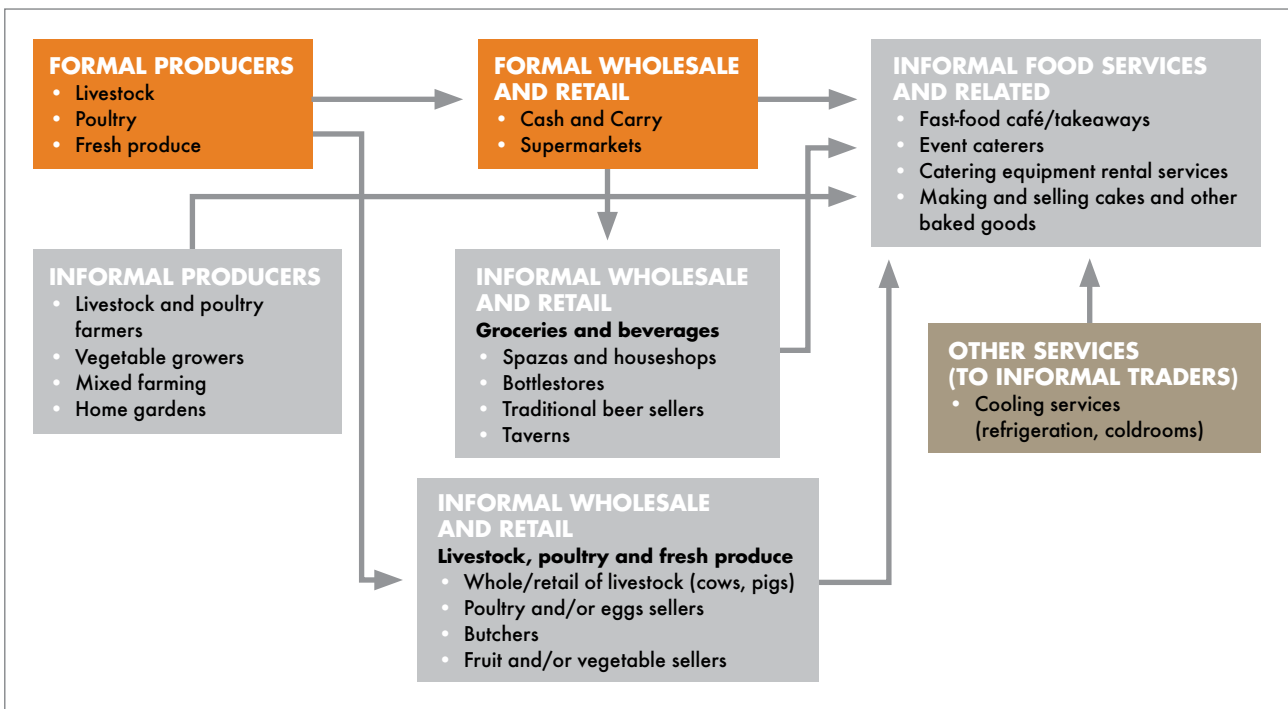 FORMAL PRODUCERS
• Livestock
• Poultry
• Fresh produce
FORMAL WHOLESALE
AND RETAIL
• Cash and Carry
• Supermarkets
INFORMAL FOOD SERVICES
AND RELATED
• Fast-food café/takeaways
• Event caterers
• Catering equipment rental services
• Making and selling cakes and other
baked goods
INFORMAL PRODUCERS
• Livestock and poultry
farmers
• Vegetable growers
• Mixed farming
• Home gardens
INFORMAL WHOLESALE
AND RETAIL
Groceries and beverages
• Spazas and houseshops
• Bottlestores
• Traditional beer sellers
• Taverns
OTHER SERVICES
(TO INFORMAL TRADERS)
• Cooling services
(refrigeration, coldrooms)
INFORMAL WHOLESALE
AND RETAIL
Livestock, poultry and fresh produce
• Whole/retail of livestock (cows, pigs)
• Poultry and/or eggs sellers
• Butchers
• Fruit and/or vegetable sellers